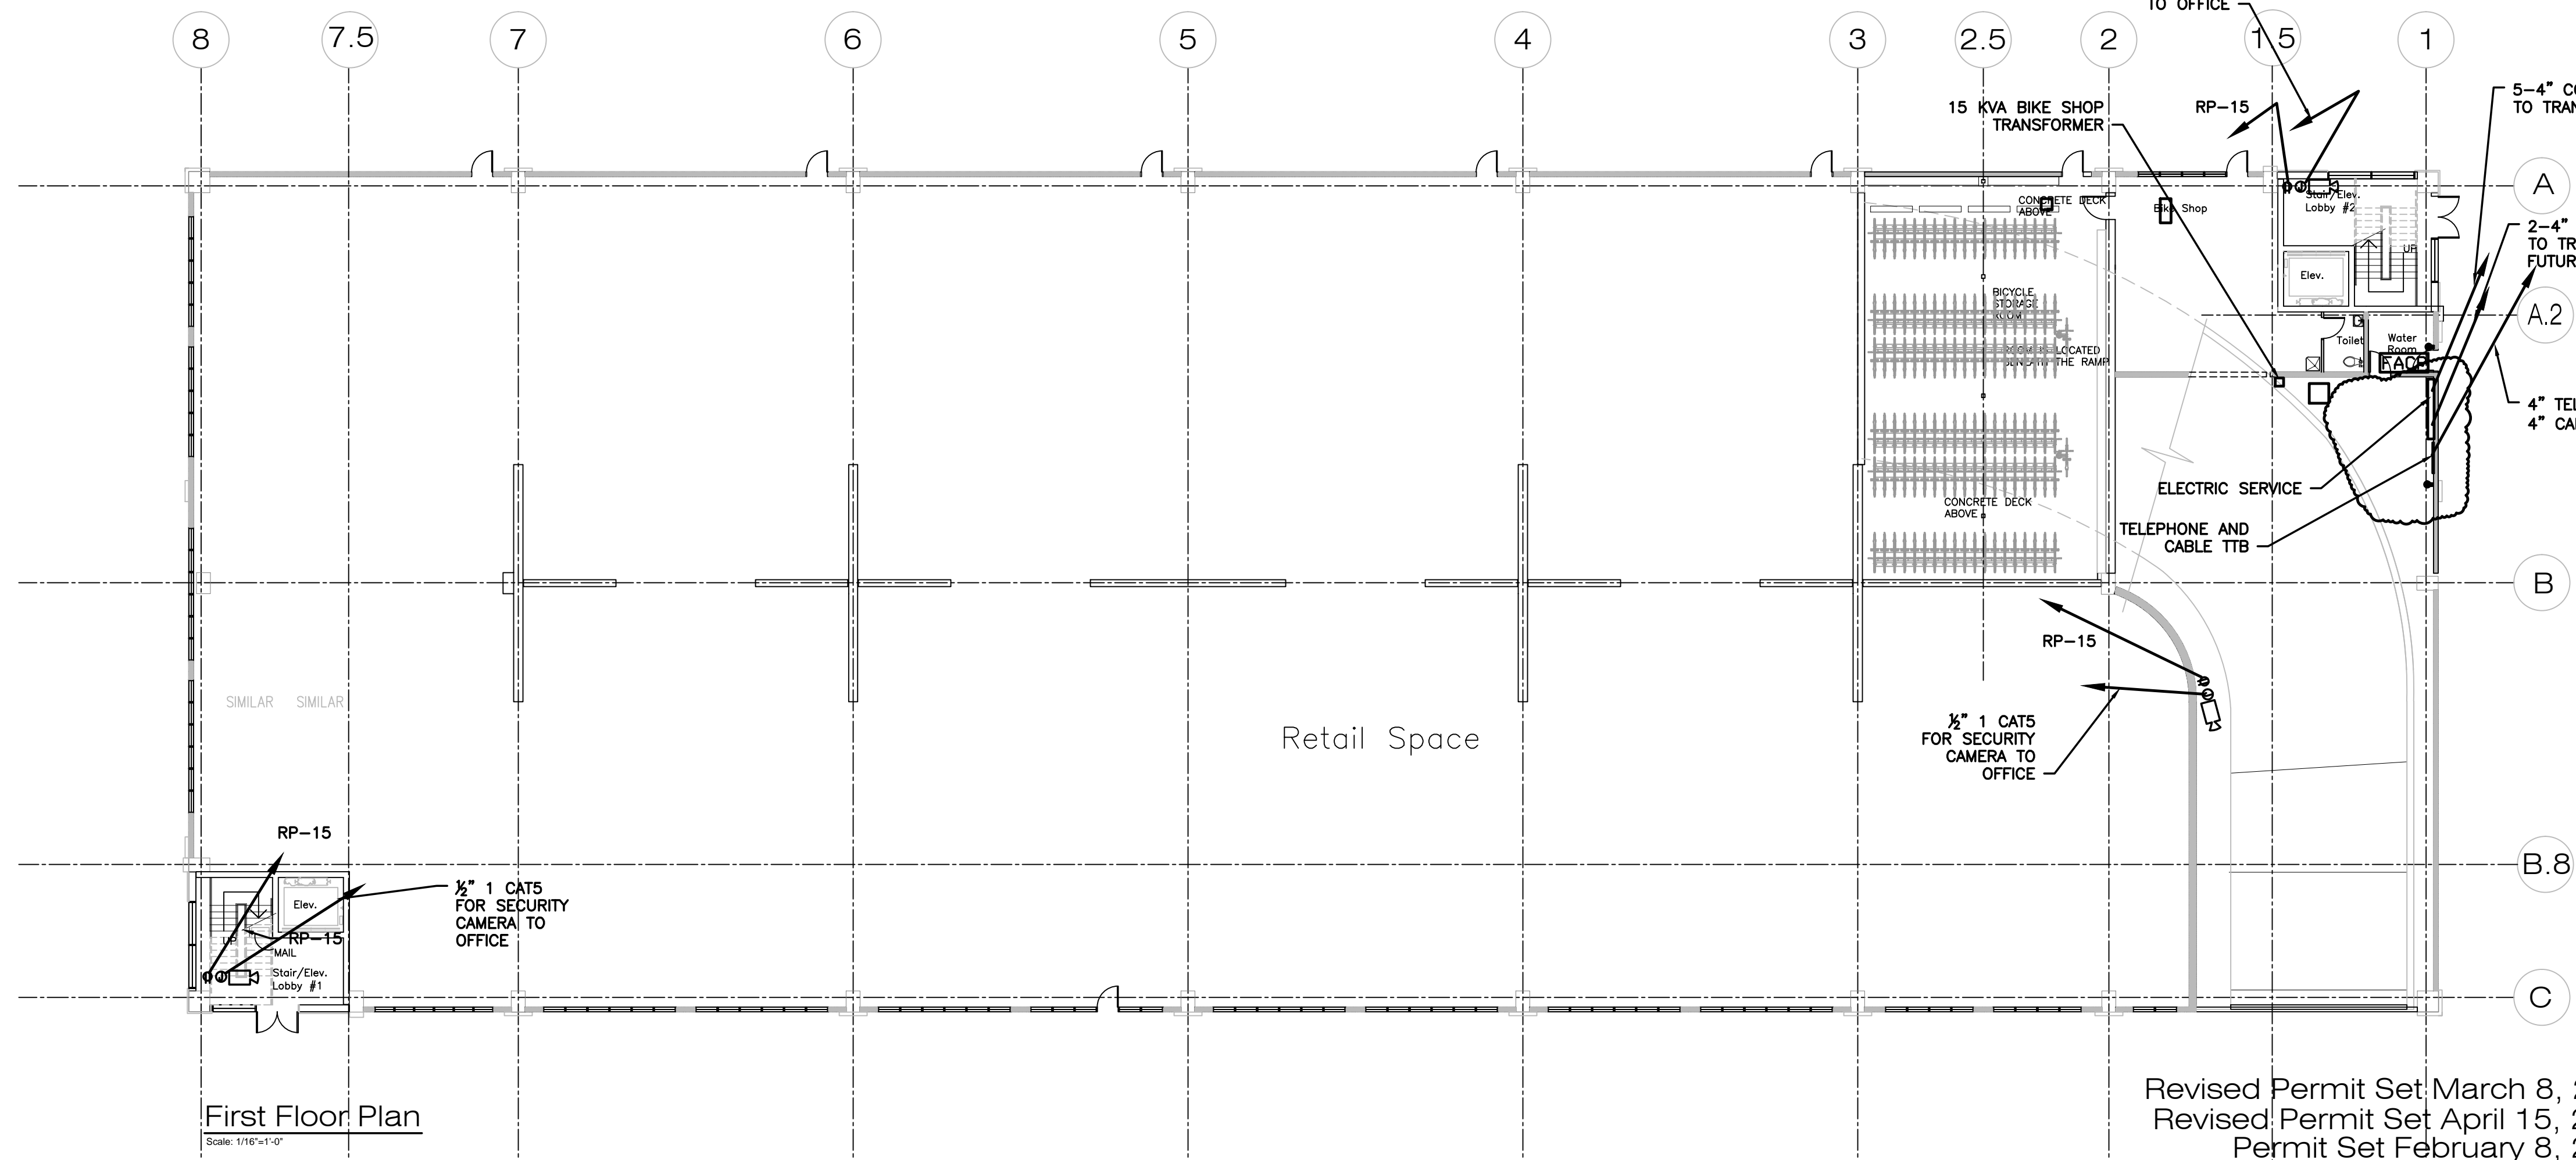 TO OFFICE
8
7.5
7
6
5
4
3
2.5
2
1.5
1
15 KVA BIKE SHOP
TRANSFORMER
RP-15
5-4"
TO
A
CONCRETE DECK
ABOVE
Bike Shop
Stair/Elev.
Lobby #2
UP
Elev.
2-4"
TO
A.2
BICYCLE
STORAGE
ROOM
LOCATED
THE RAMP
Toilet
Water
Room
FACP
4"
4"
ELECTRIC SERVICE
CONCRETE DECK
ABOVE
TELEPHONE AND
CABLE TTB
B
RP-15
SIMILAR SIMILAR
Retail Space
½" 1 CAT5
FOR SECURITY
CAMERA TO
OFFICE
RP-15
B.8
½" 1 CAT5
FOR SECURITY
CAMERA TO
OFFICE
Elev.
UP
RP-15
MAIL
Stair/Elev.
Lobby #1
C
First Floor Plan
Scale: 1/16"=1'-0"
Revised Permit Set March 8,
Revised Permit Set April 15,
Permit Set February 8,